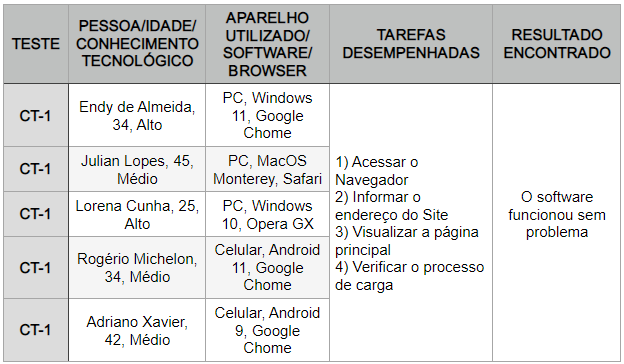 TESTE
PESSOA/IDADE/
CONHECIMENTO
TECNOLÓGICO
APARELHO
UTILIZADO/
SOFTWARE/
BROWSER
TAREFAS
DESEMPENHADAS
RESULTADO
ENCONTRADO
CT-1
Endy de Almeida,
34, Alto
PC, Windows
11, Google
Chome
CT-1
Julian Lopes, 45,
Médio
PC, MacOS
Monterey, Safari
CT-1
Lorena Cunha, 25,
Alto
PC, Windows
10, Opera GX
CT-1
Rogério Michelon,
34, Médio
Celular, Android
11, Google
Chome
CT-1
Adriano Xavier,
42, Médio
Celular, Android
9, Google
Chome
1) Acessar o
Navegador
2) Informar o
endereço do Site
3) Visualizar a página
principal
4) Verificar o processo
de carga
O software
funcionou sem
problema